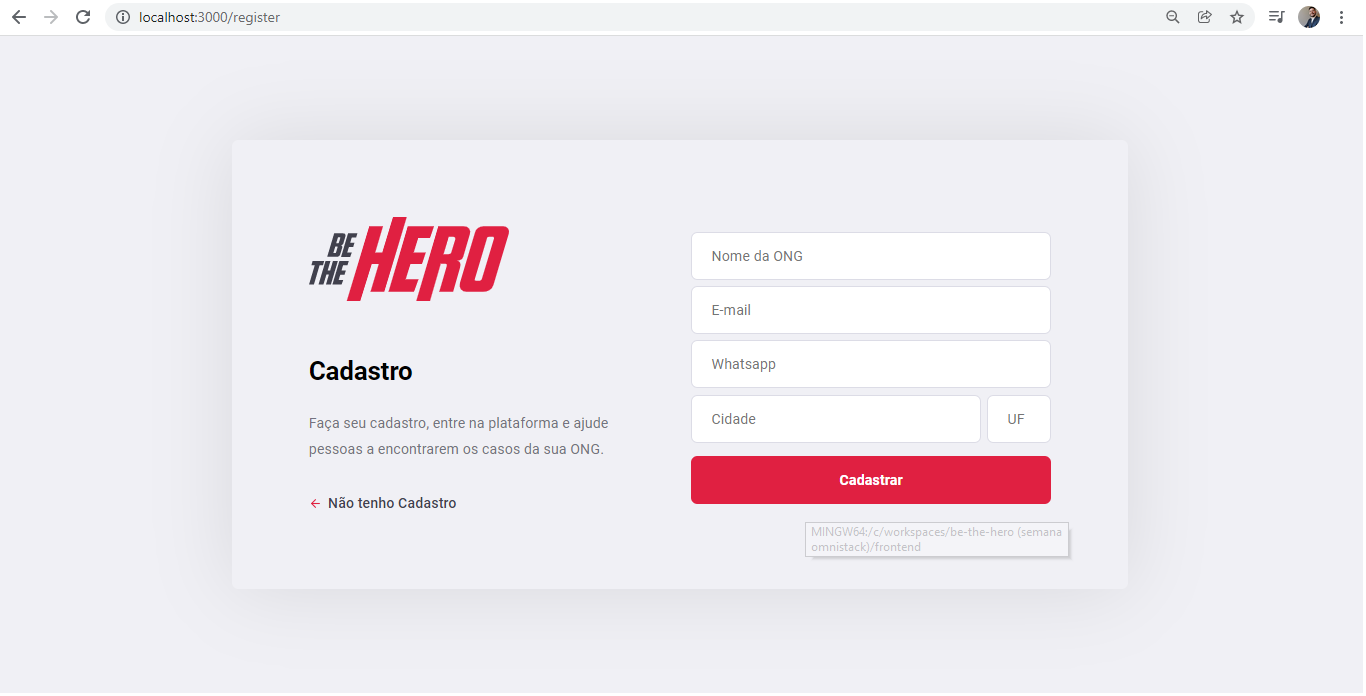 localhost:3000/register
BE
THE
HERO
Nome da ONG
E-mail
Whatsapp
Cidade
UF
Cadastrar
Cadastro
Faça seu cadastro, entre na plataforma e ajude
pessoas a encontrarem os casos da sua ONG.
Não tenho Cadastro
MINGW64:/c/workspaces/be-the-hero (semana
omnistack)/frontend